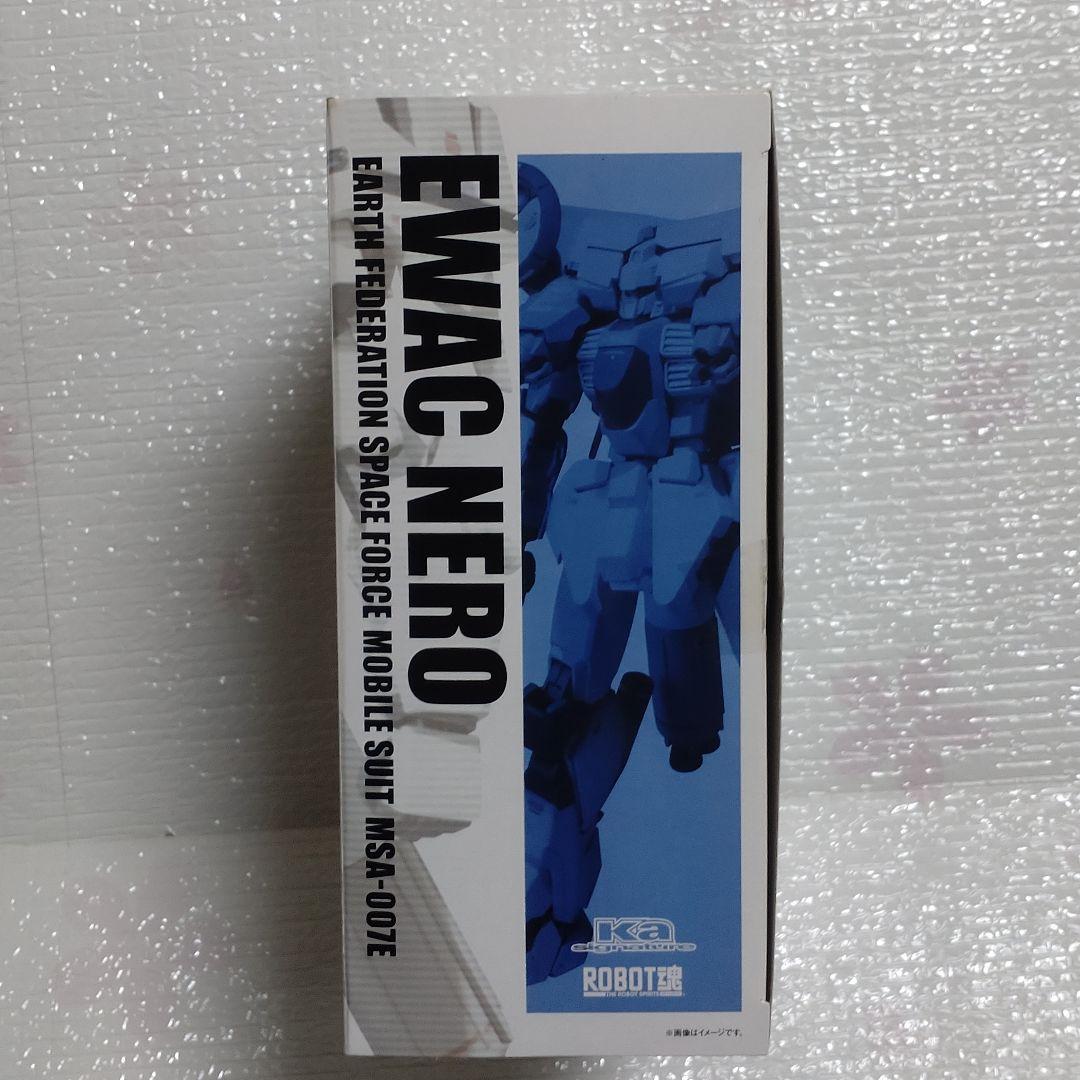 EWAC NERO
EARTH FEDERATION SPACE FORCE MOBILE SUIT MSA-007E
Ka
signature
ROBOT魂
THE ROBOT SPIRITS
※画像はイメージです。